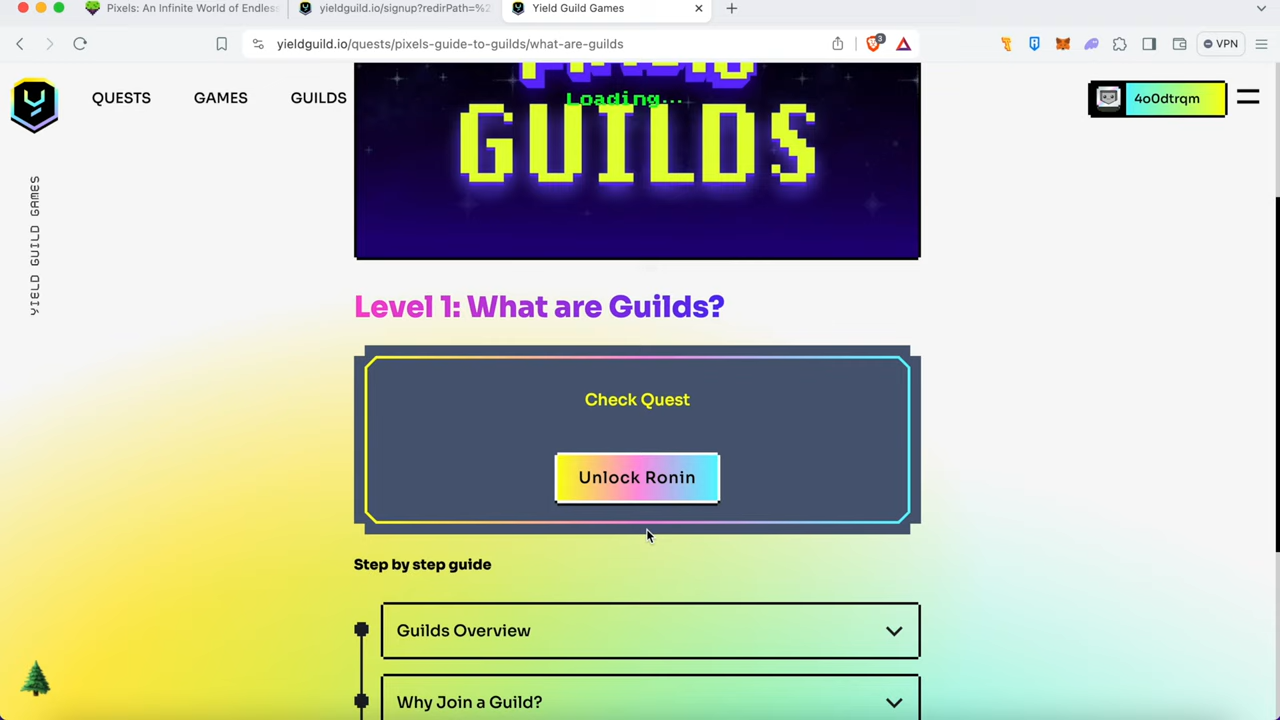 Pixels: An Infinite World of Endless
yieldguild.io/signup?redirPath=%2
Yield Guild Games
yieldguild.io/quests/pixels-guide-to-guilds/what-are-guilds
3
VPN
QUESTS
GAMES
GUILDS
4o0dtrqm
YIELD GUILD GAMES
Loading...
GUILDS
Level 1: What are Guilds?
Check Quest
Unlock Ronin
Step by step guide
Guilds Overview
Why Join a Guild?